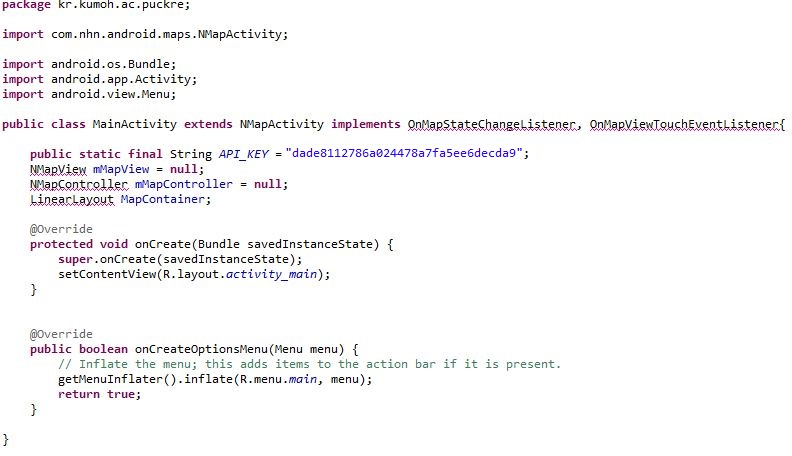 package kr.kumoh.ac.puckre;
import com.nhn.android.maps.NMapActivity;
import android.os.Bundle;
import android.app.Activity;
import android.view.Menu;
public class MainActivity extends NMapActivity implements OnMapStateChangeListener, OnMapViewTouchEventListener{
public static final String API_KEY ="dade8112786a024478a7fa5ee6decda9";
NMapView mMapView = null;
NMapController mMapController = null;
LinearLayout MapContainer;
@Override
protected void onCreate(Bundle savedInstanceState) {
super.onCreate(savedInstanceState);
setContentView(R.layout.activity_main);
}
@Override
public boolean onCreateOptionsMenu(Menu menu) {
// Inflate the menu; this adds items to the action bar if it is present.
getMenuInflater().inflate(R.menu.main, menu);
return true;
}
}